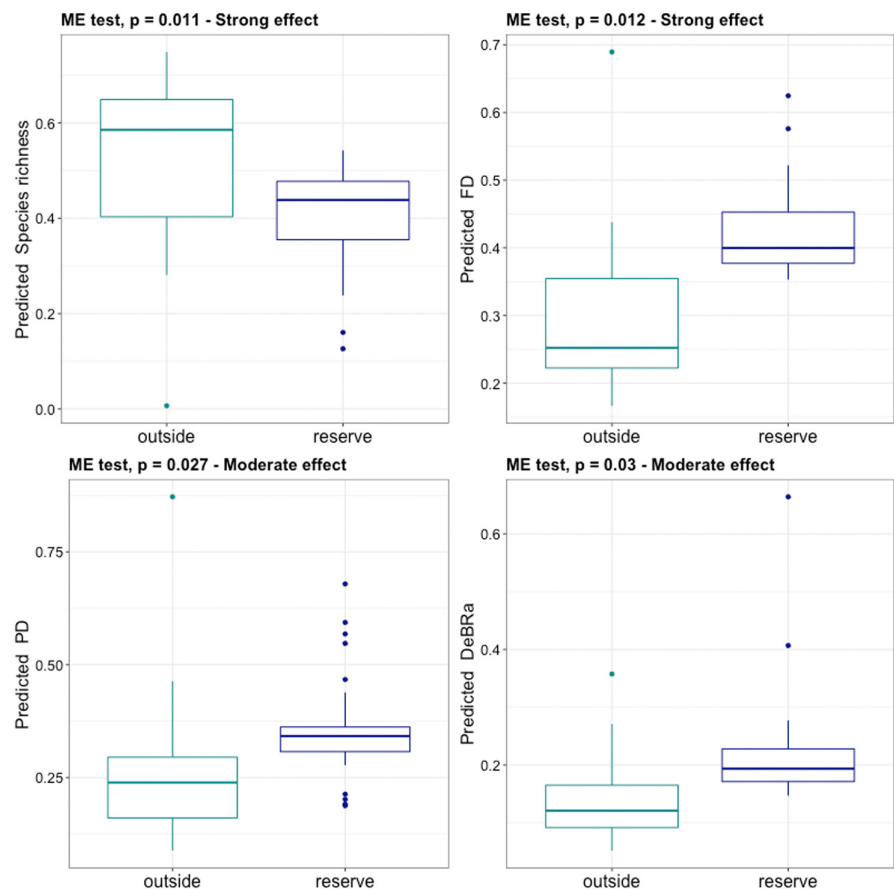 ME test, p = 0.011 - Strong effect
Predicted Species richness
0.6
0.4
0.2
0.0
outside reserve
ME test, p = 0.012 - Strong effect
Predicted FD
0.7
0.6
0.5
0.4
0.3
0.2
outside reserve
ME test, p = 0.027 - Moderate effect
Predicted PD
0.75
0.50
0.25
outside reserve
ME test, p = 0.03 - Moderate effect
Predicted DeBRa
0.6
0.4
0.2
outside reserve